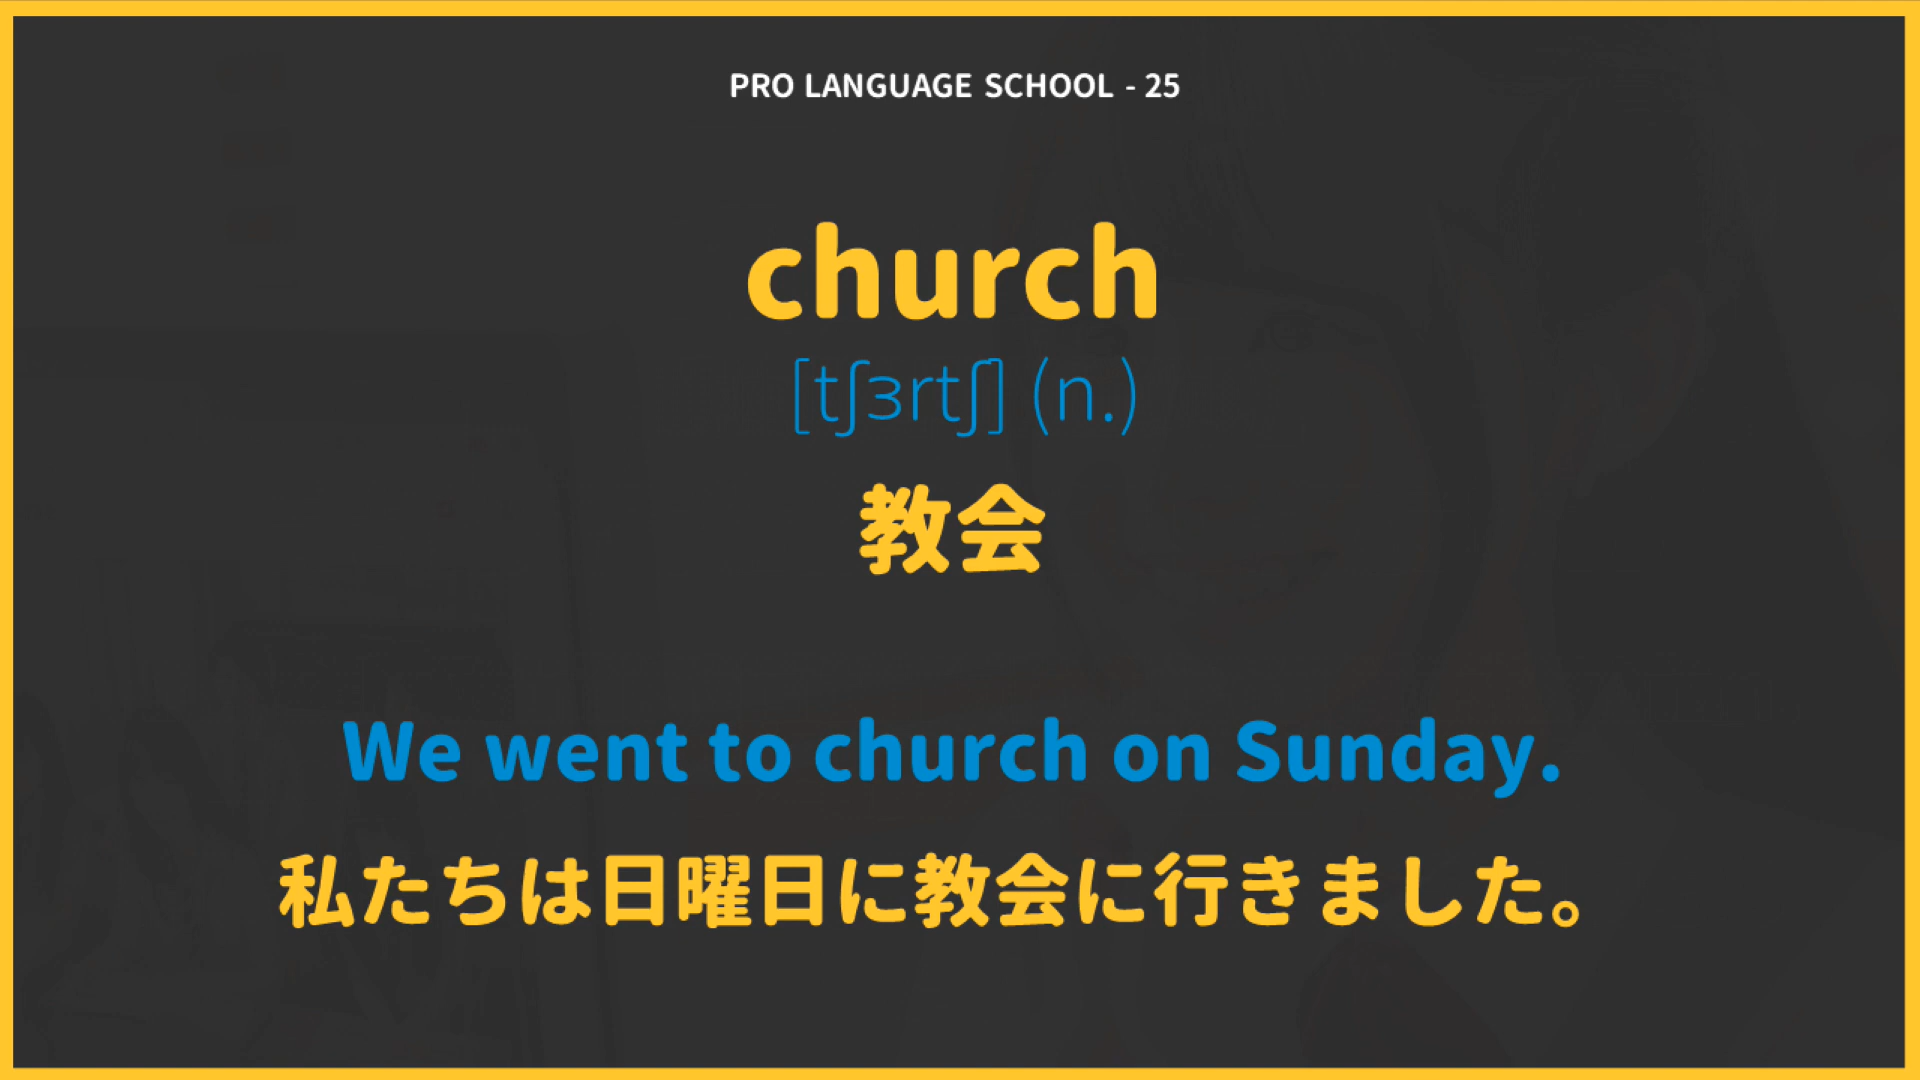 PRO LANGUAGE SCHOOL - 25
church
[tʃɜrtʃ] (n.)
教会
We went to church on Sunday.
私たちは日曜日に教会に行きました。